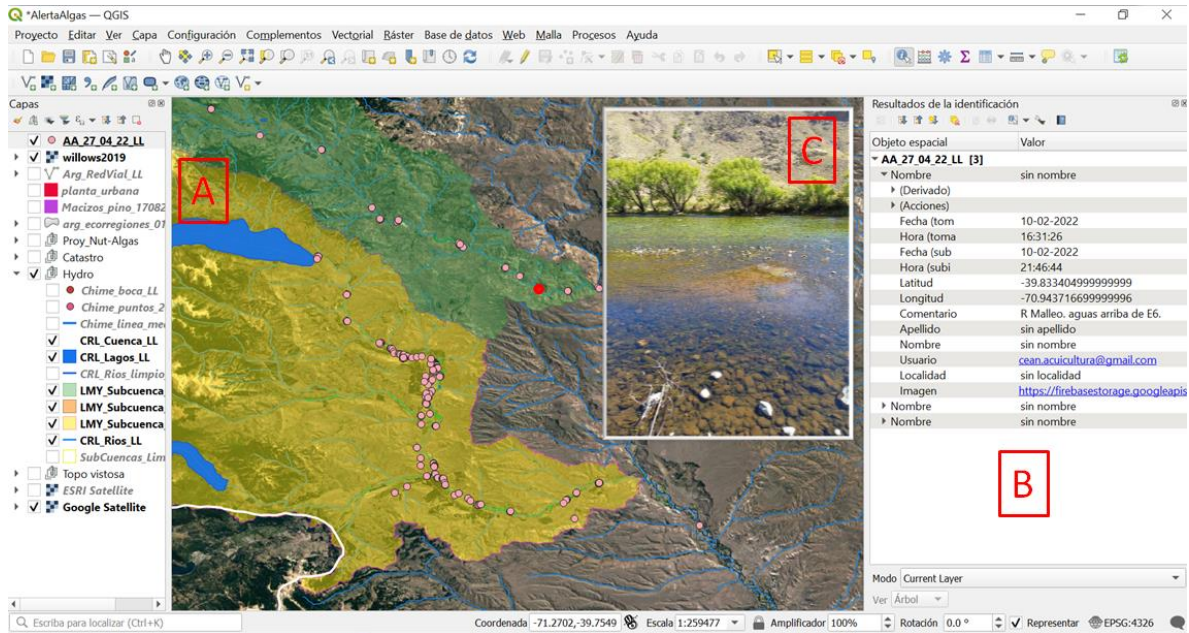 *AlertaAlgas — QGIS
Proyecto Editar Ver Capa Configuración Complementos Vectorial Ráster Base de datos Web Malla Procesos Ayuda
Capas
AA_27_04_22_LL
willows2019
Arg_RedVial_LL
planta_urbana
Macizos_pino_17082
arg_ecorregiones_01
Proy_Nut-Algas
Catastro
Hydro
Chime_boca_LL
Chime_puntos_2
Chime_linea_me
CRL_Cuenca_LL
CRL_Lagos_LL
CRL_Rios_limpio
LMY_Subcuenca
LMY_Subcuenca
LMY_Subcuenca
CRL_Rios_LL
SubCuencas_Lim
Topo vistosa
ESRI Satellite
Google Satellite
A
C
Resultados de la identificación
Objeto espacial Valor
AA_27_04_22_LL [3]
Nombre sin nombre
(Derivado)
(Acciones)
Fecha (tom 10-02-2022
Hora (toma 16:31:26
Fecha (sub 10-02-2022
Hora (subi 21:46:44
Latitud -39.833404999999999
Longitud -70.943716699999996
Comentario R Malleo. aguas arriba de E6.
Apellido sin apellido
Nombre sin nombre
Usuario cean.acuicultura@gmail.com
Localidad sin localidad
Imagen https://firebasestorage.googleapis
Nombre sin nombre
Nombre sin nombre
B
Modo Current Layer
Ver Árbol
Escriba para localizar (Ctrl+K) Coordenada -71.2702,-39.7549 Escala 1:259477 Amplificador 100% Rotación 0.0 ° Representar EPSG:4326